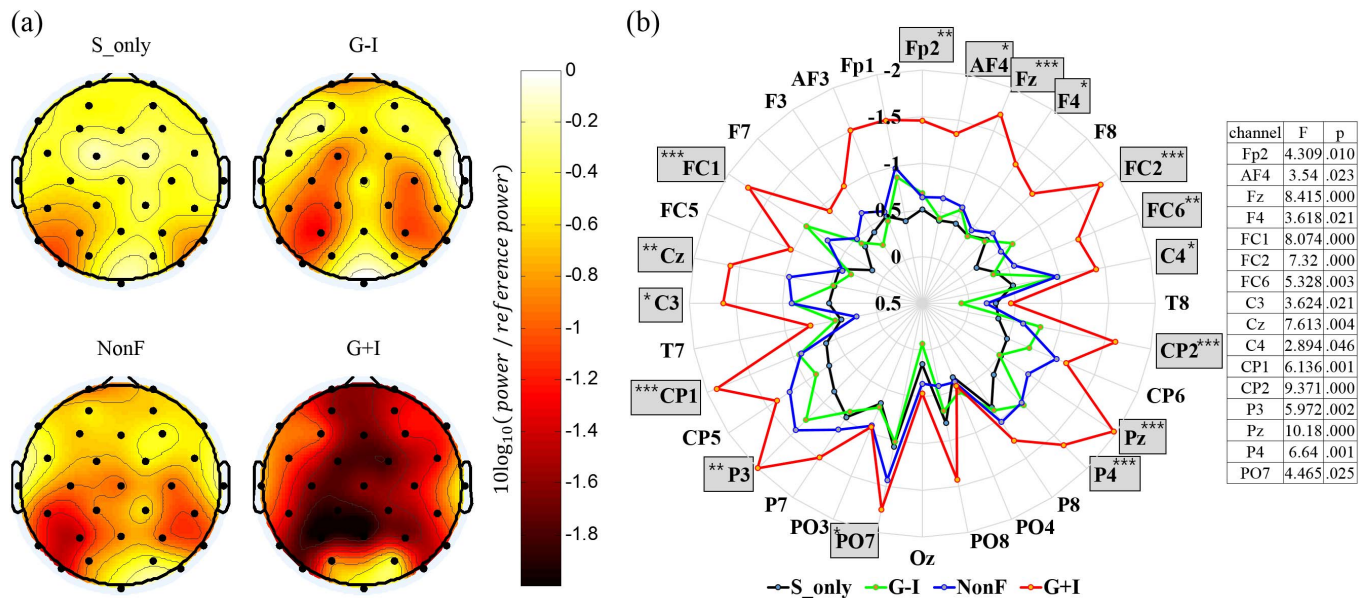 (a)
S_only
G-I
NonF
G+I
0
-0.2
-0.4
-0.6
-0.8
-1
-1.2
-1.4
-1.6
-1.8
10log₁₀(power / reference power)
(b)
Fp2**
AF4*
Fz***
F4*
F8
FC2***
FC6**
C4*
T8
CP2***
CP6
Pz***
P4***
P8
PO4
PO8
Oz
*PO7
PO3
P7
**P3
CP5
***CP1
T7
*C3
**Cz
FC5
***FC1
F7
F3
AF3
Fp1
-2
-1.5
-1
0.5
0
0.5
S_only G-I NonF G+I
channel F p
Fp2 4.309 .010
AF4 3.54 .023
Fz 8.415 .000
F4 3.618 .021
FC1 8.074 .000
FC2 7.32 .000
FC6 5.328 .003
C3 3.624 .021
Cz 7.613 .004
C4 2.894 .046
CP1 6.136 .001
CP2 9.371 .000
P3 5.972 .002
Pz 10.18 .000
P4 6.64 .001
PO7 4.465 .025